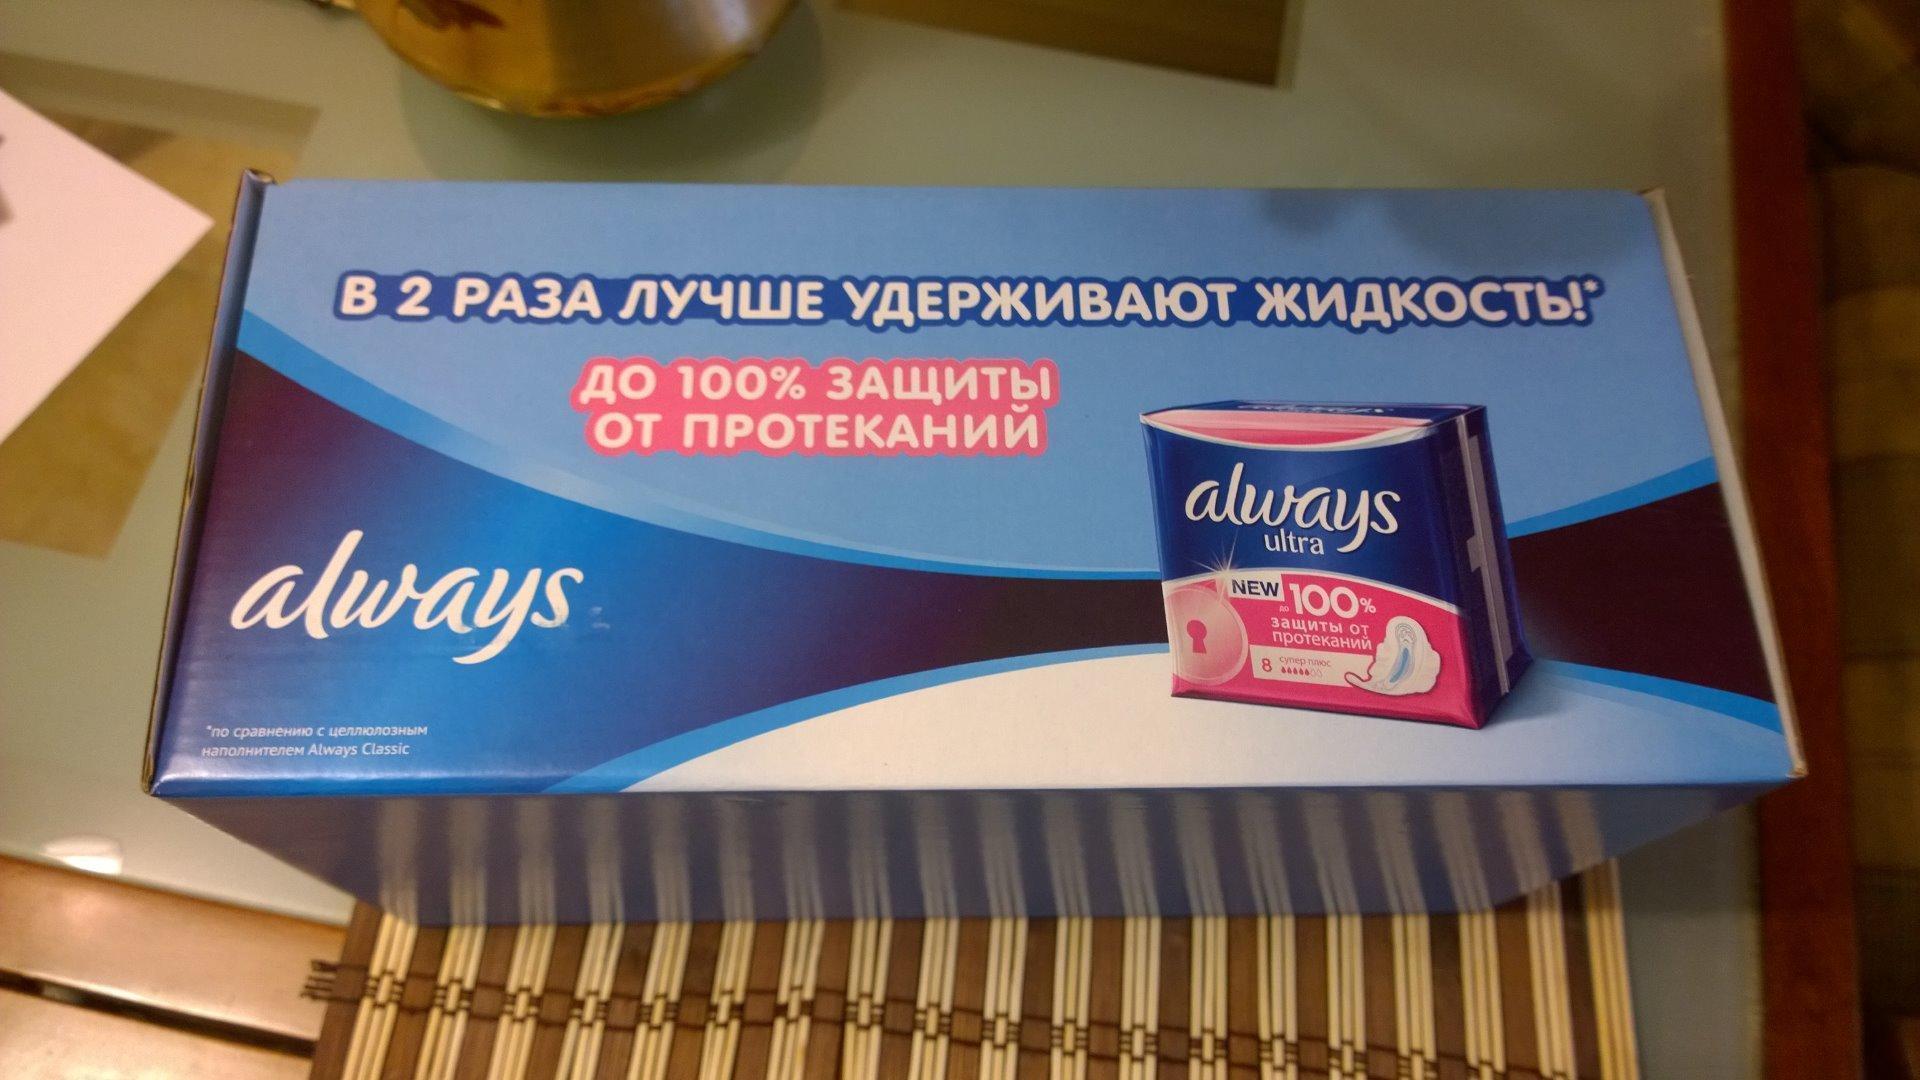 В 2 РАЗА ЛУЧШЕ УДЕРЖИВАЮТ ЖИДКОСТЬ!*
ДО 100% ЗАЩИТЫ
ОТ ПРОТЕКАНИЙ
always
always
ultra
NEW
до 100%
защиты от
протеканий
8 супер плюс
always
*по сравнению с целлюлозным
наполнителем Always Classic